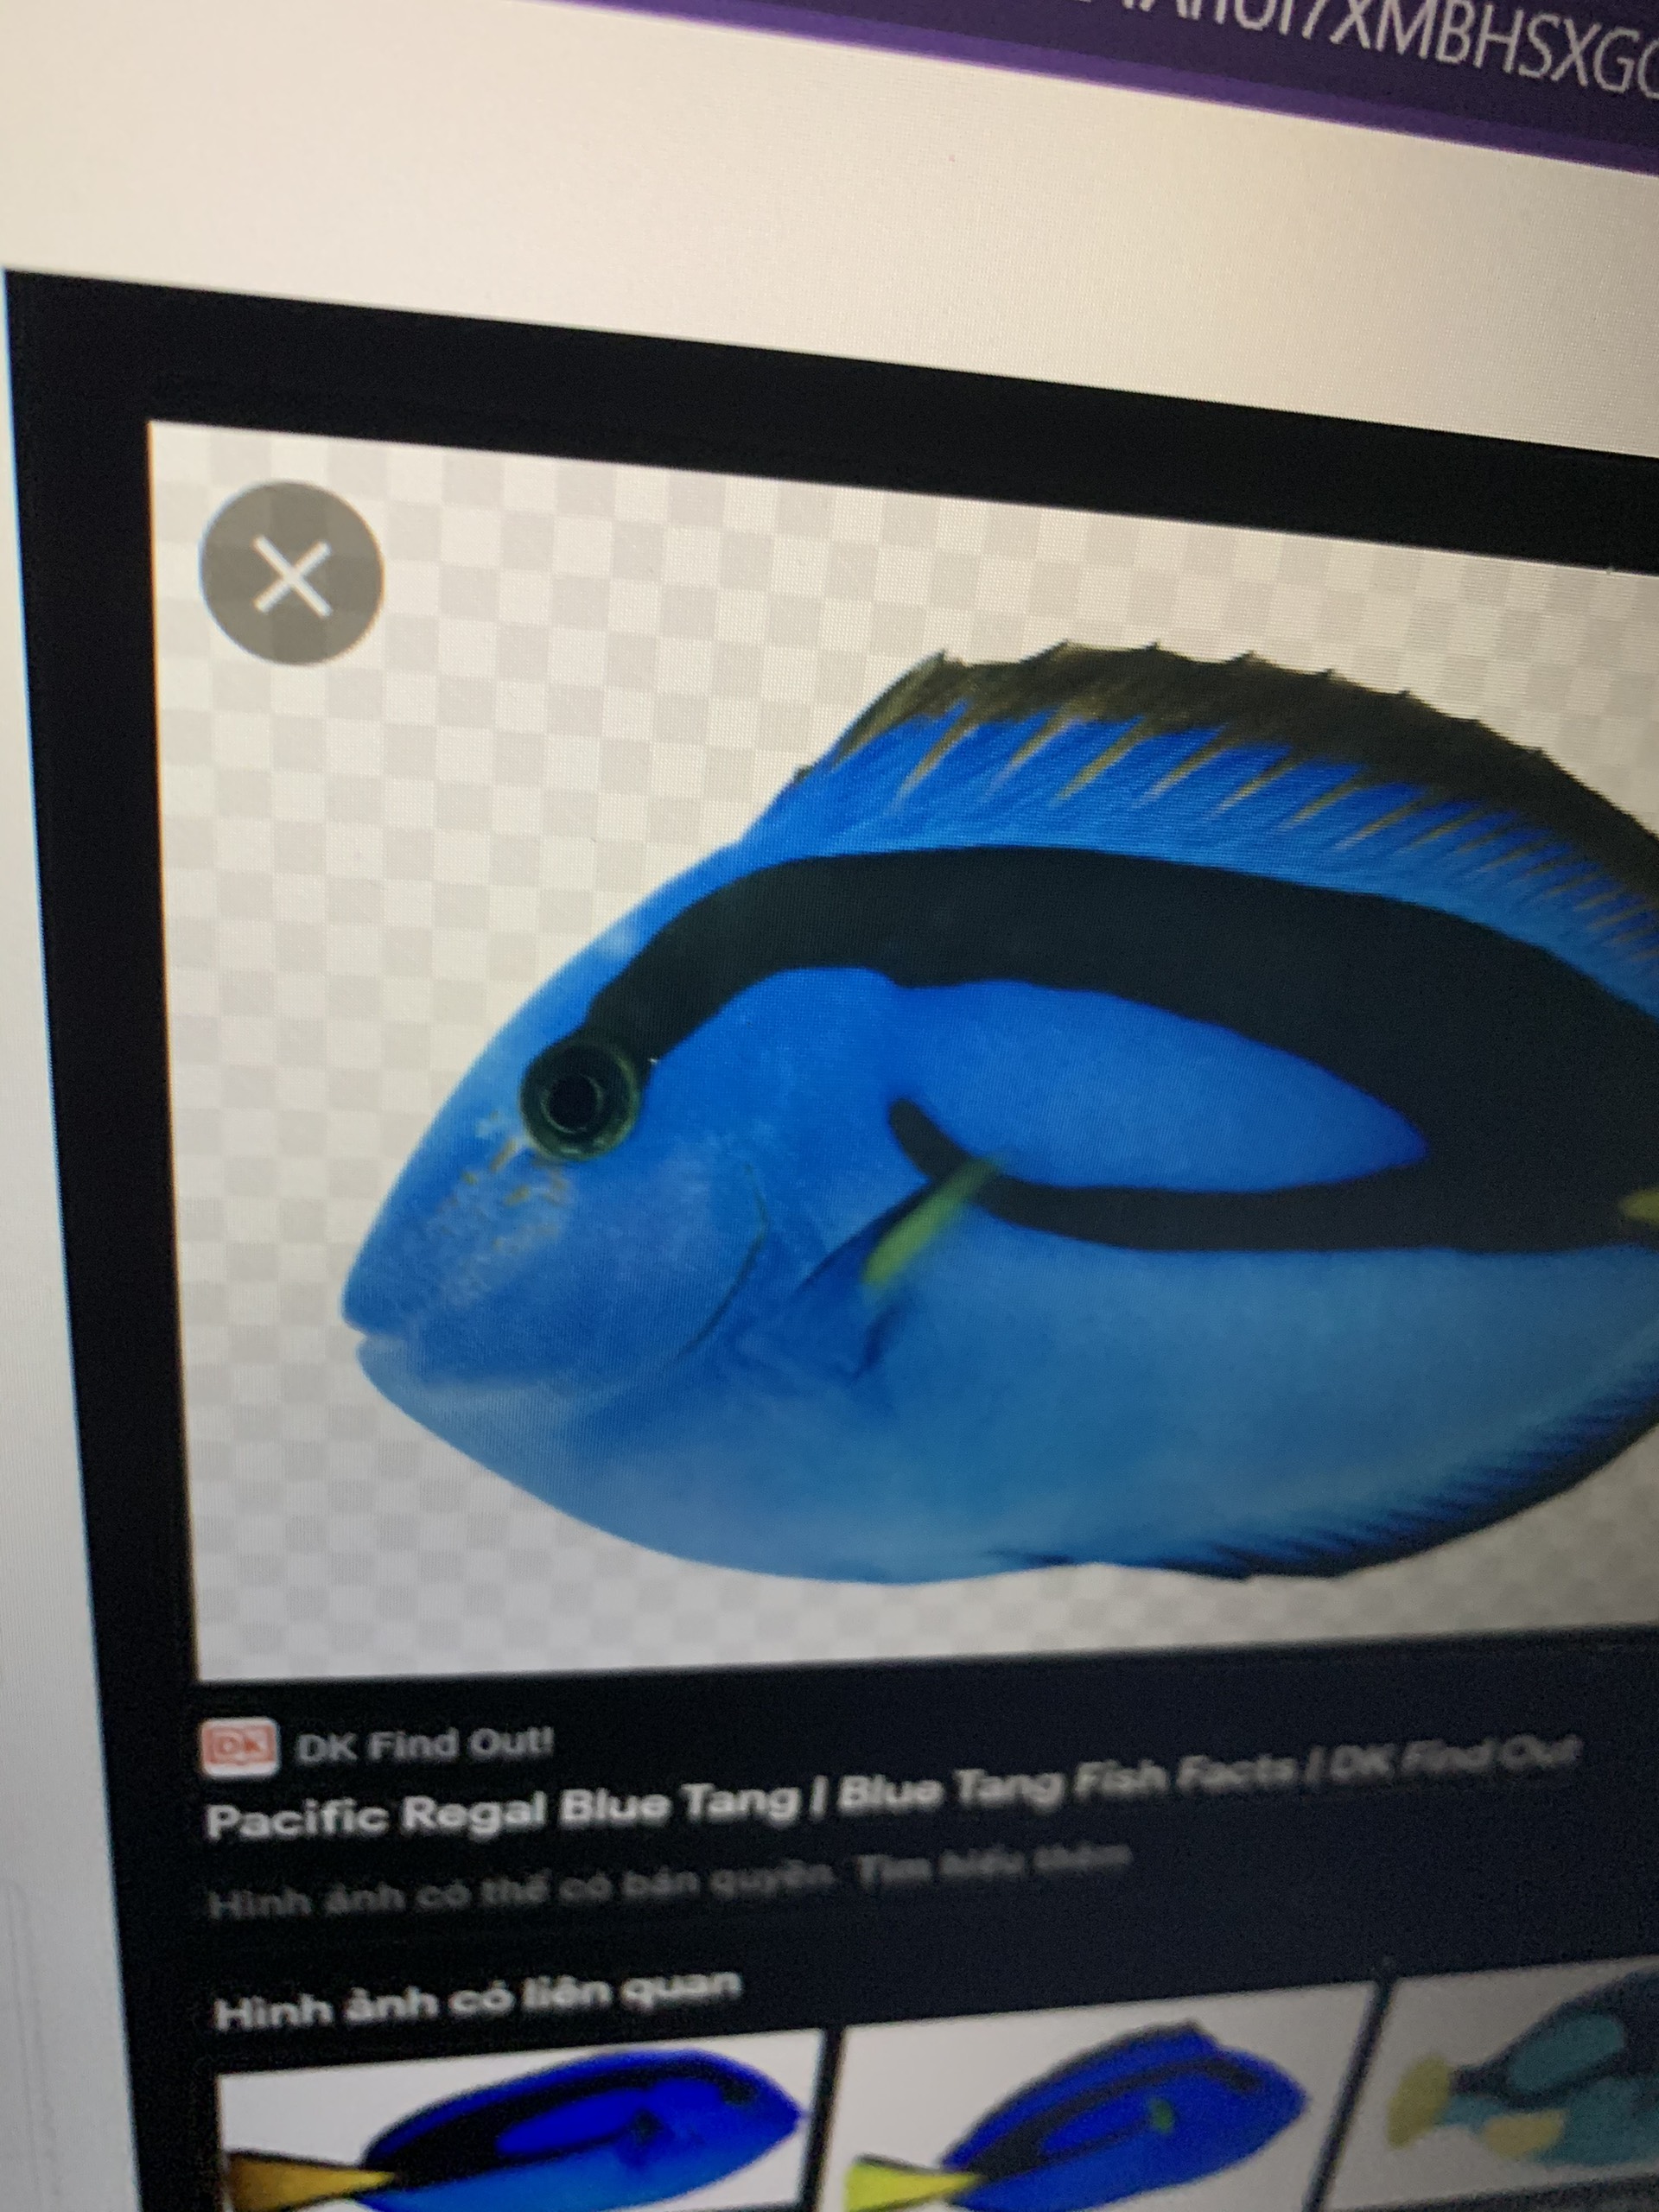 DK DK Find Out!
Pacific Regal Blue Tang | Blue Tang Fish Facts | DK Find Out
Hình ảnh có thể có bản quyền. Tìm hiểu thêm
Hình ảnh có liên quan